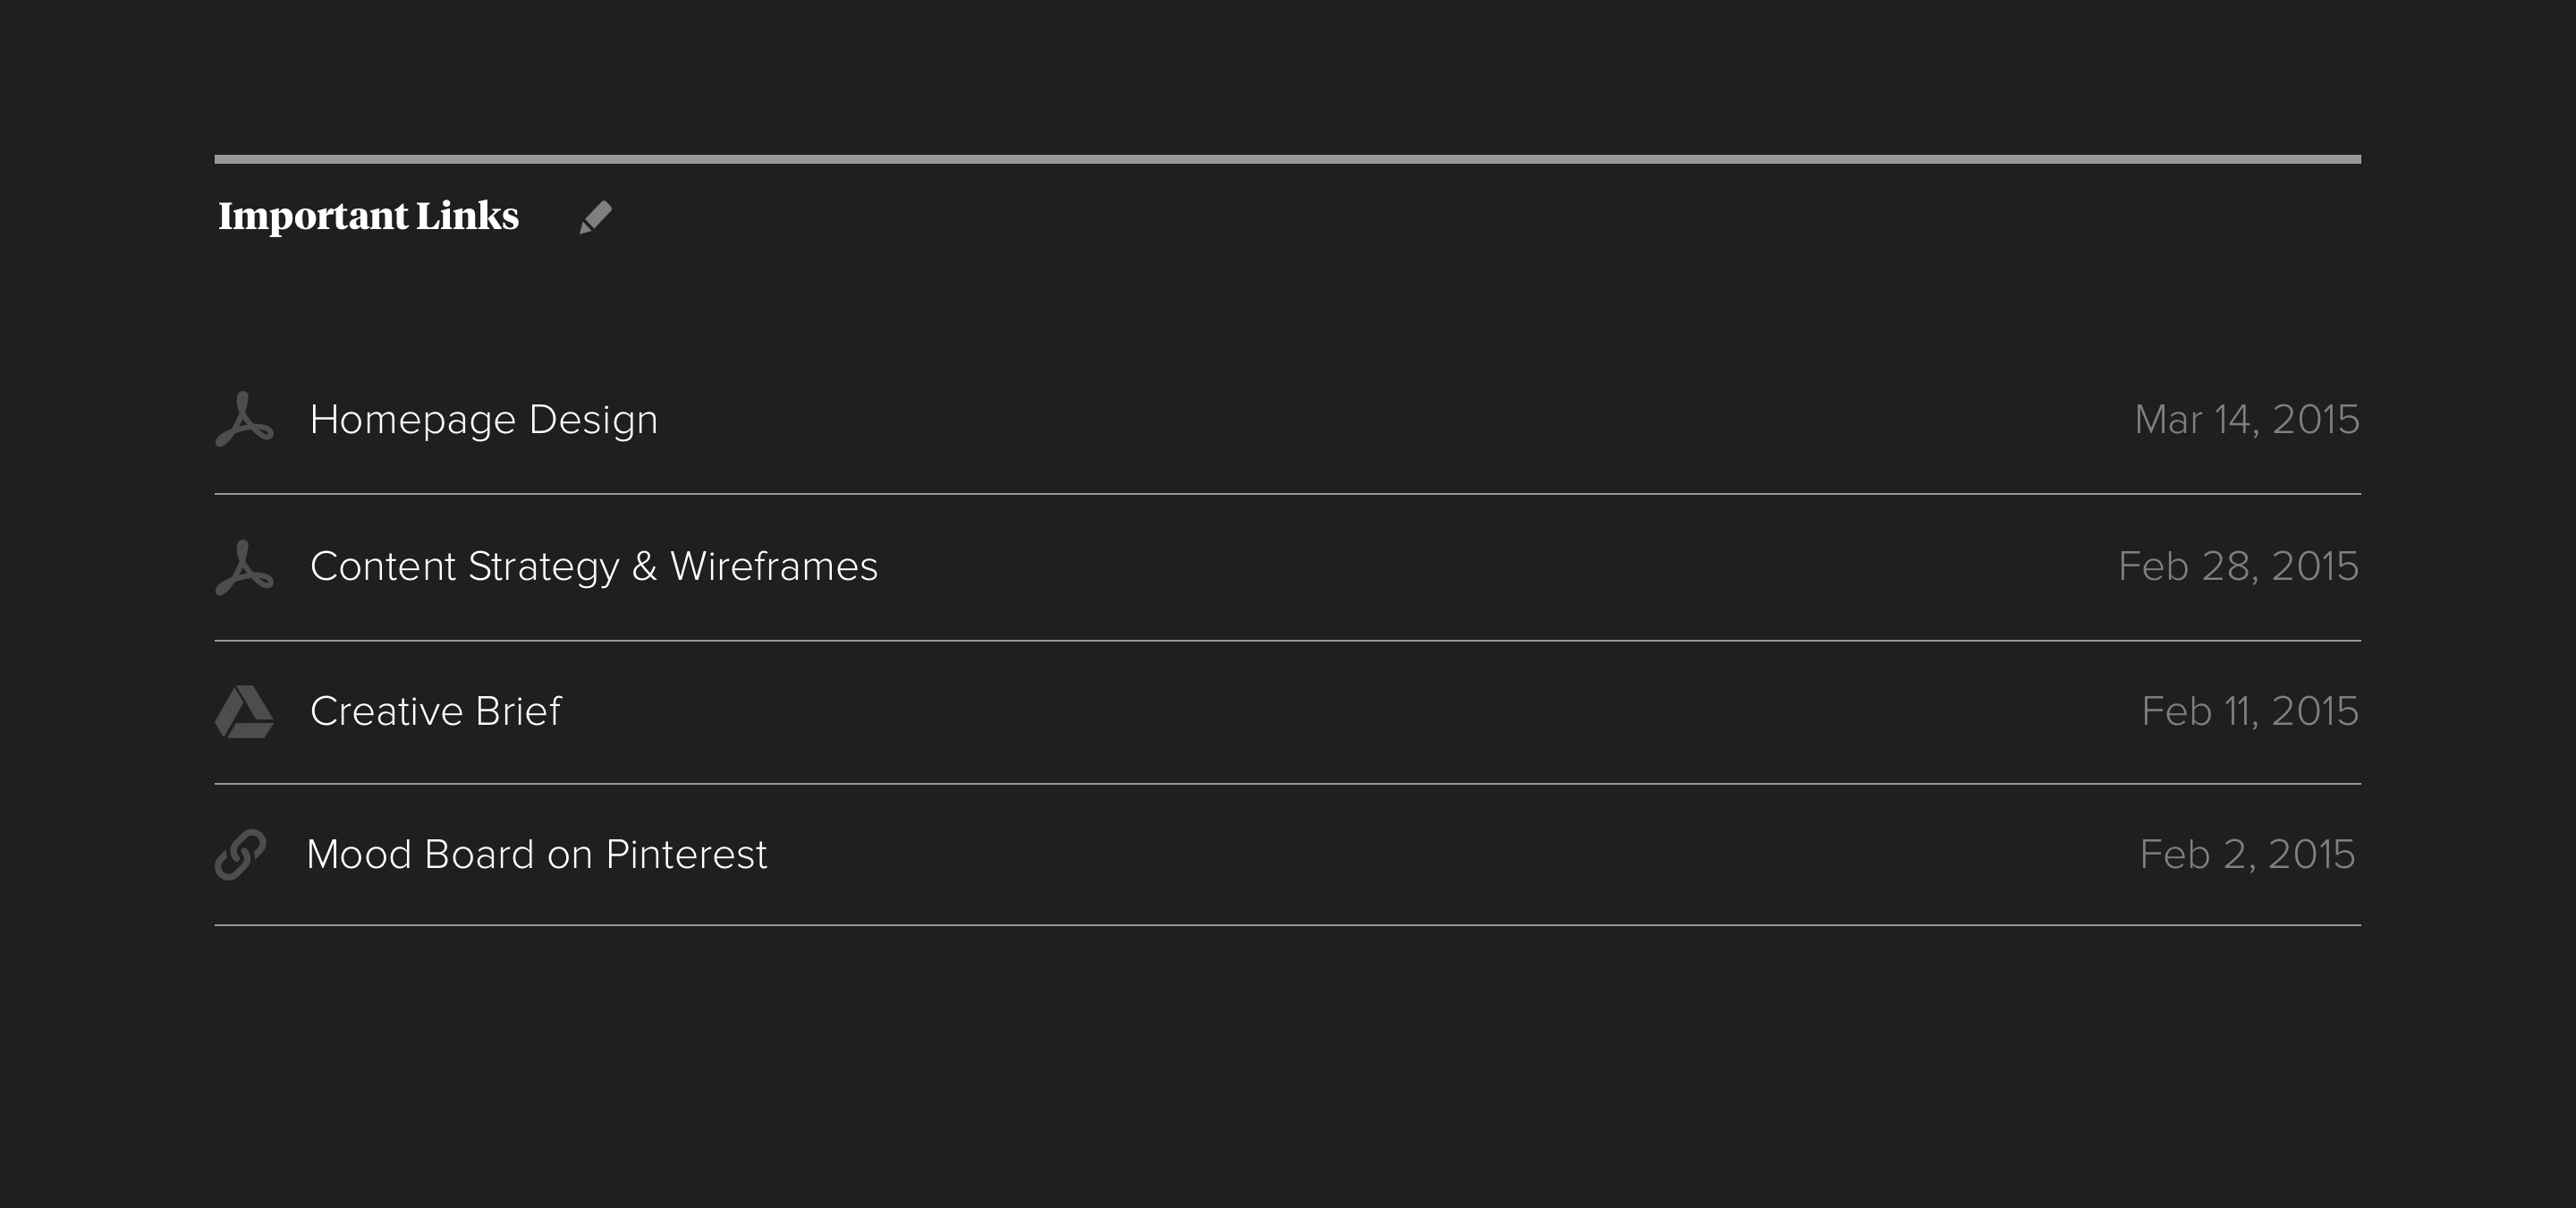 Important Links
Homepage Design Mar 14, 2015
Content Strategy & Wireframes Feb 28, 2015
Creative Brief Feb 11, 2015
Mood Board on Pinterest Feb 2, 2015